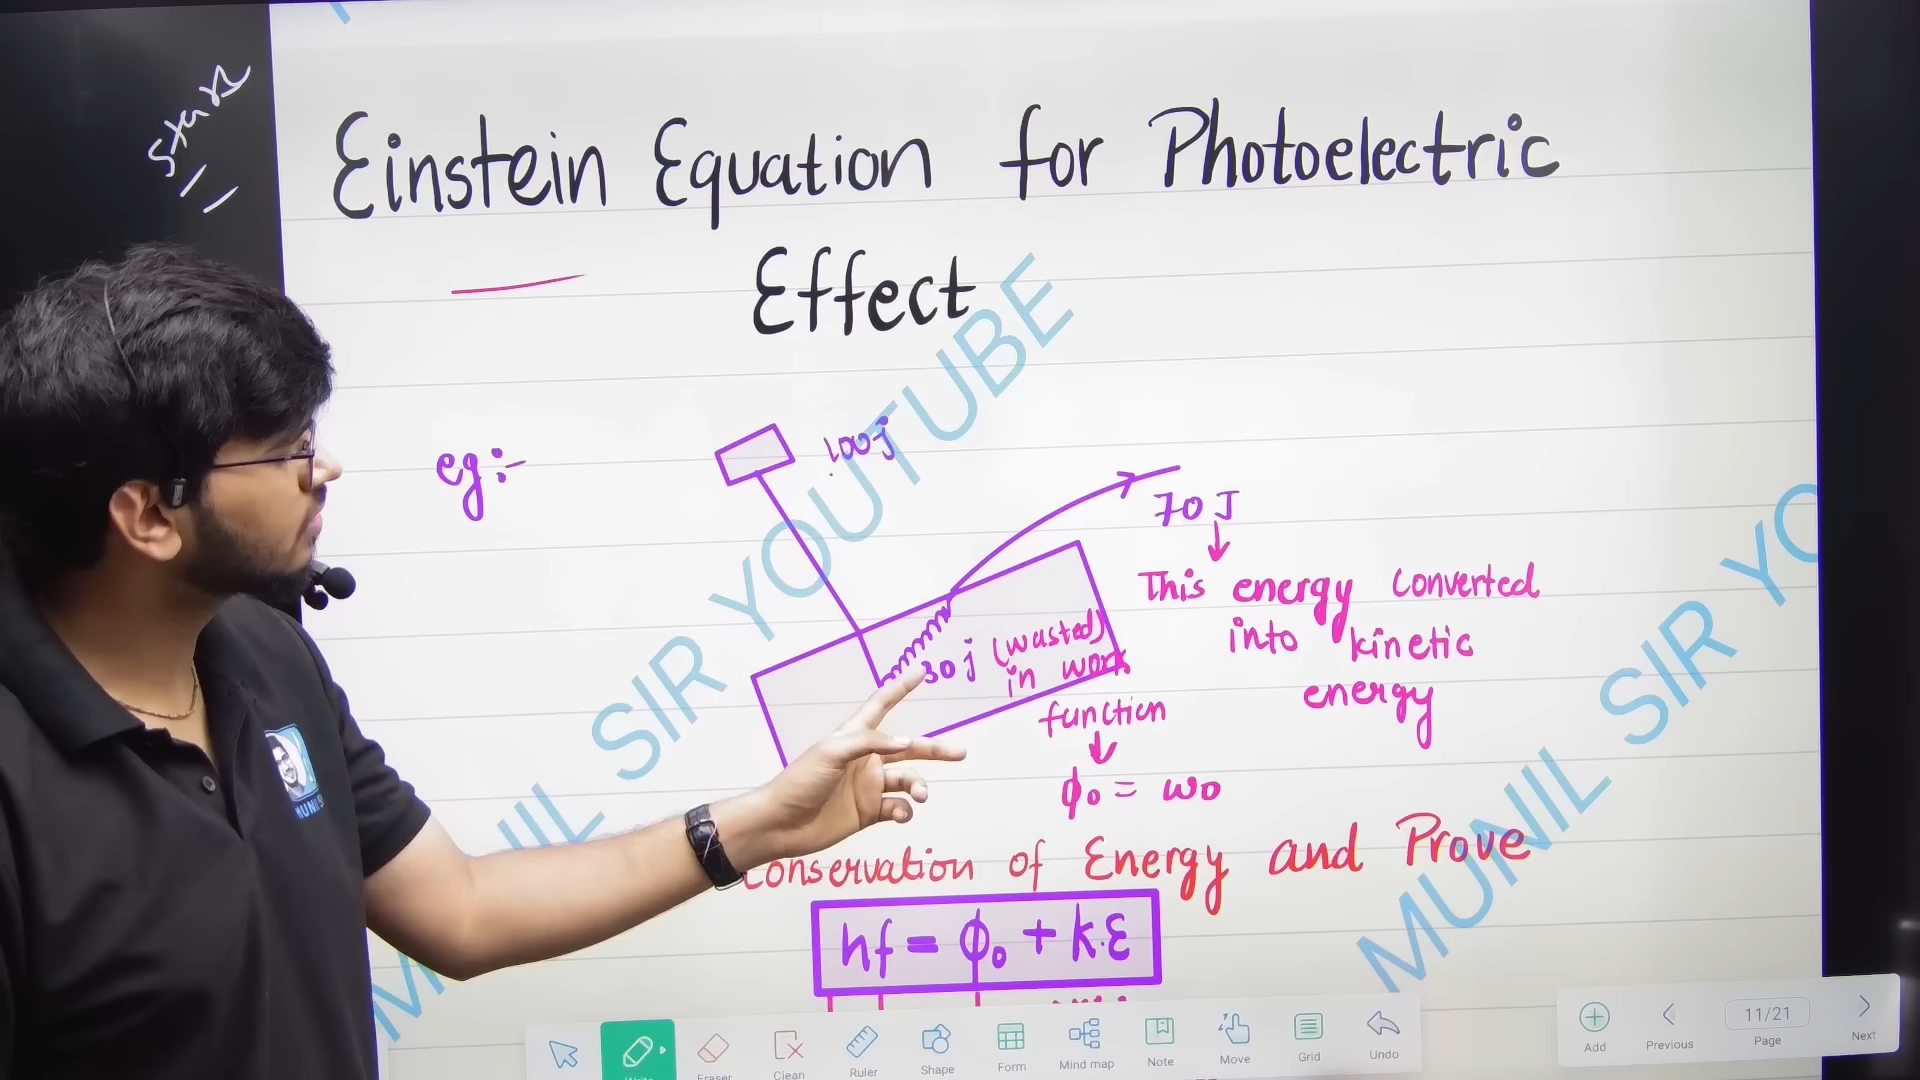 stars
Einstein Equation for Photoelectric
Effect
eg:-
100j
70 J
↓
This energy converted
into kinetic
energy
30 j (wasted)
in work
function
↓
ϕ₀ = w₀
Conservation of Energy and Prove
hf = ϕ₀ + k.ε
MUNIL SIR YOUTUBE
MUNIL SIR YO
Eraser
Clean
Ruler
Shape
Form
Mind map
Note
Move
Grid
Undo
Add
Previous
11/21
Page
Next